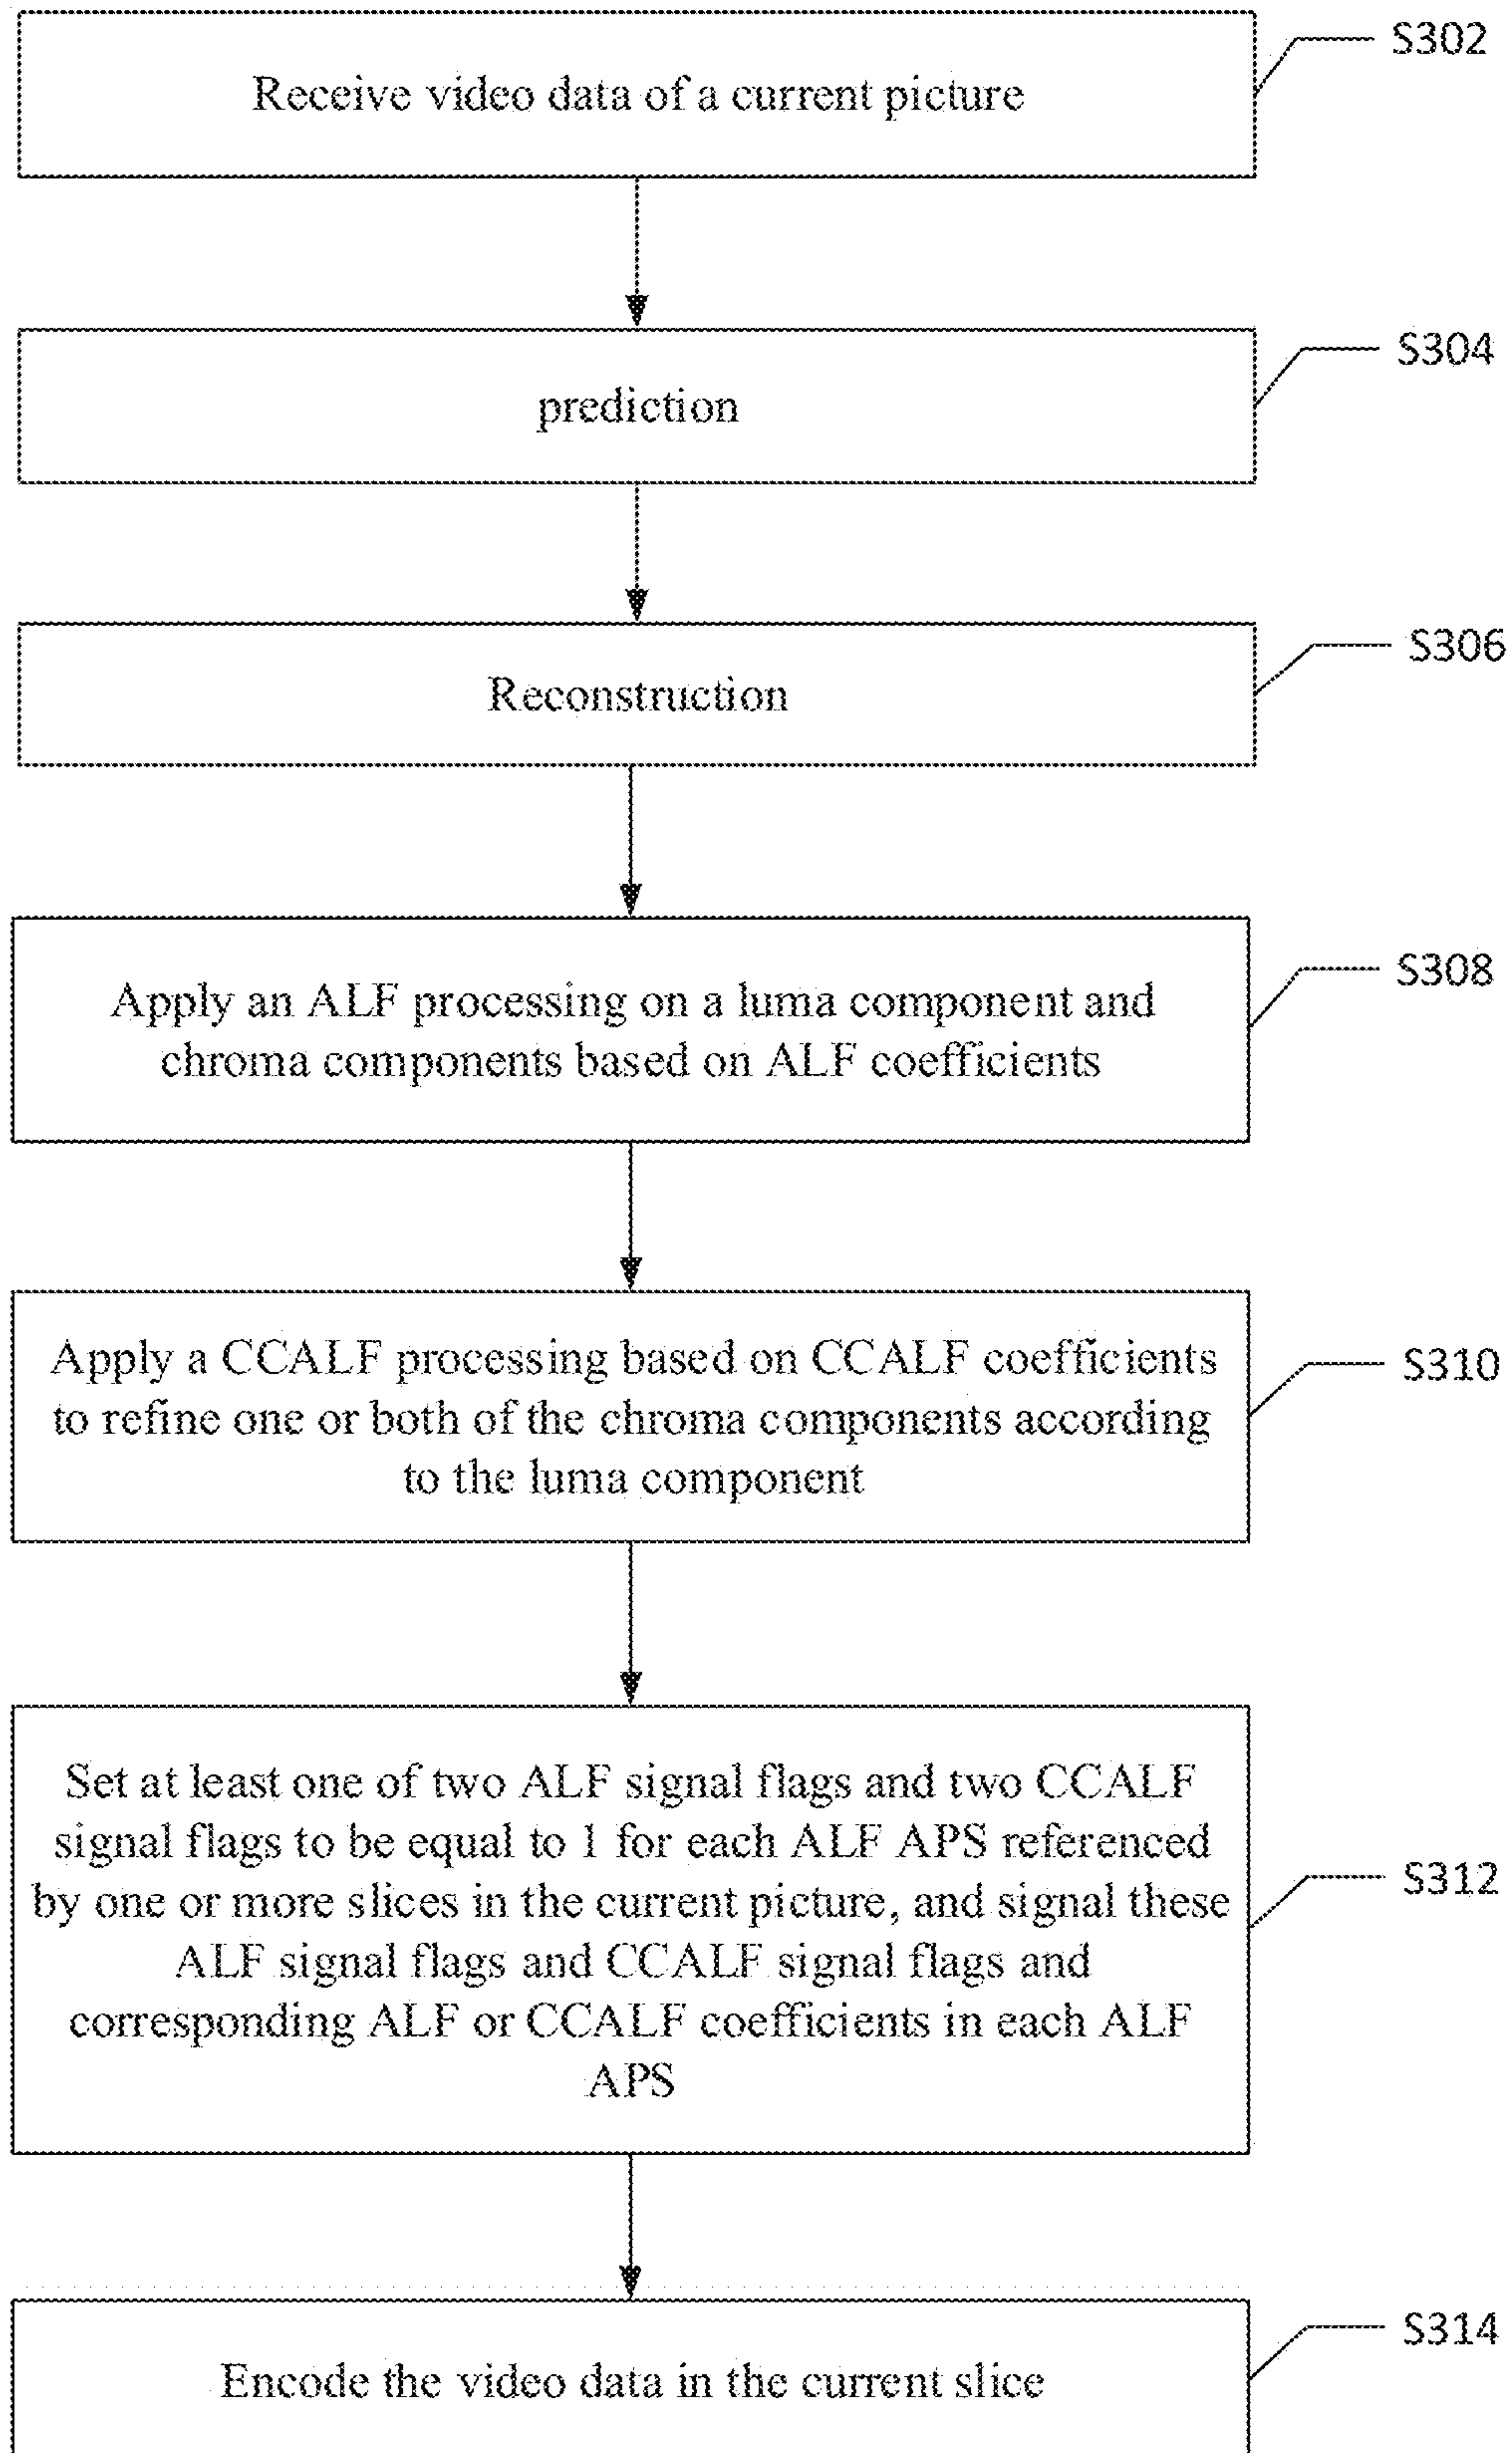 Receive video data of a current picture
S302
prediction
S304
Reconstruction
S306
Apply an ALF processing on a luma component and
chroma components based on ALF coefficients
S308
Apply a CCALF processing based on CCALF coefficients
to refine one or both of the chroma components according
to the luma component
S310
Set at least one of two ALF signal flags and two CCALF
signal flags to be equal to 1 for each ALF APS referenced
by one or more slices in the current picture, and signal these
ALF signal flags and CCALF signal flags and
corresponding ALF or CCALF coefficients in each ALF
APS
S312
Encode the video data in the current slice
S314